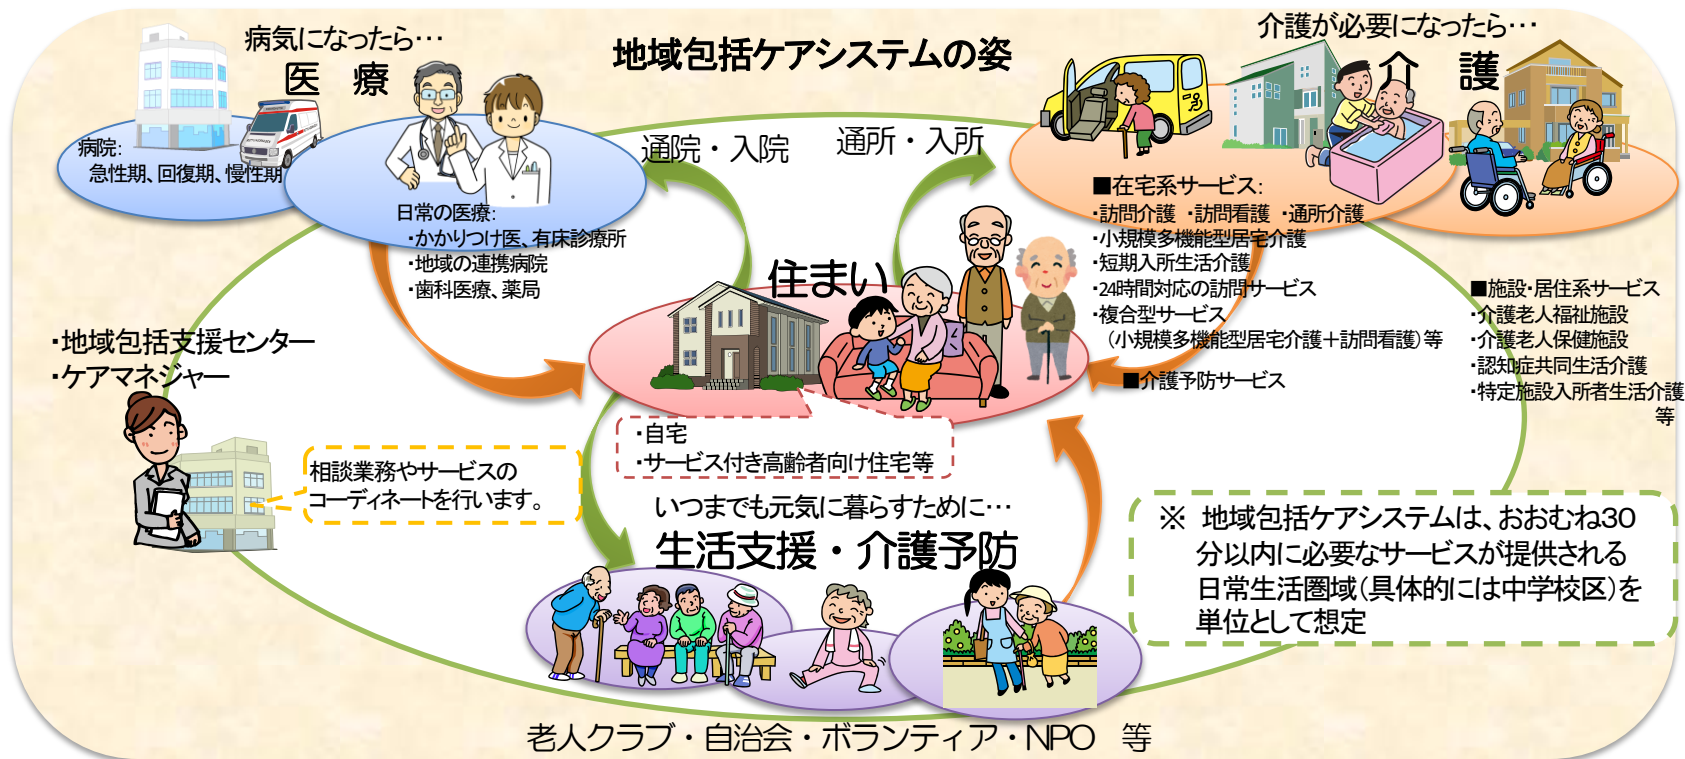 地域包括ケアシステムの姿
病気になったら…
医 療
病院:
急性期、回復期、慢性期
日常の医療:
・かかりつけ医、有床診療所
・地域の連携病院
・歯科医療、薬局
通院・入院
通所・入所
介護が必要になったら…
介 護
■在宅系サービス:
・訪問介護 ・訪問看護 ・通所介護
・小規模多機能型居宅介護
・短期入所生活介護
・24時間対応の訪問サービス
・複合型サービス
(小規模多機能型居宅介護+訪問看護)等
■介護予防サービス
■施設・居住系サービス
・介護老人福祉施設
・介護老人保健施設
・認知症共同生活介護
・特定施設入所者生活介護
等
住まい
・自宅
・サービス付き高齢者向け住宅等
・地域包括支援センター
・ケアマネジャー
相談業務やサービスの
コーディネートを行います。
いつまでも元気に暮らすために…
生活支援・介護予防
※ 地域包括ケアシステムは、おおむね30
分以内に必要なサービスが提供される
日常生活圏域(具体的には中学校区)を
単位として想定
老人クラブ・自治会・ボランティア・NPO 等